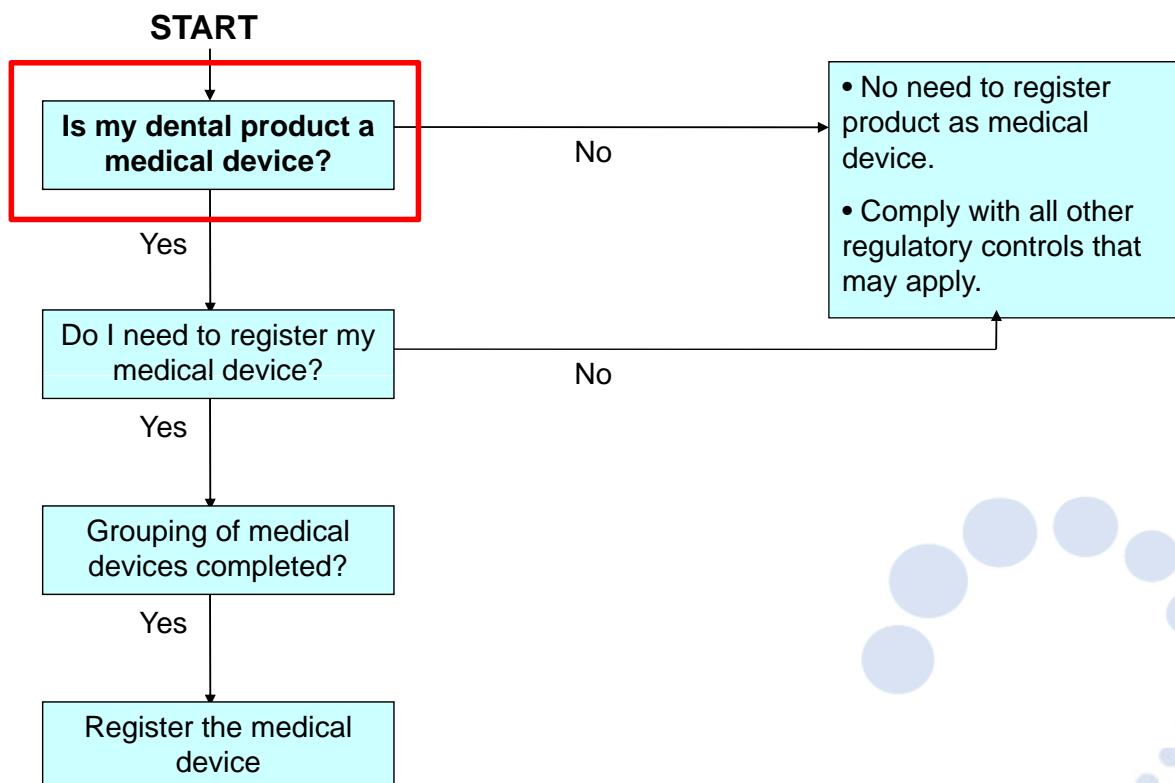 START
Is my dental product a
medical device?
No
• No need to register
product as medical
device.
• Comply with all other
regulatory controls that
may apply.
Yes
Do I need to register my
medical device?
No
Yes
Grouping of medical
devices completed?
Yes
Register the medical
device